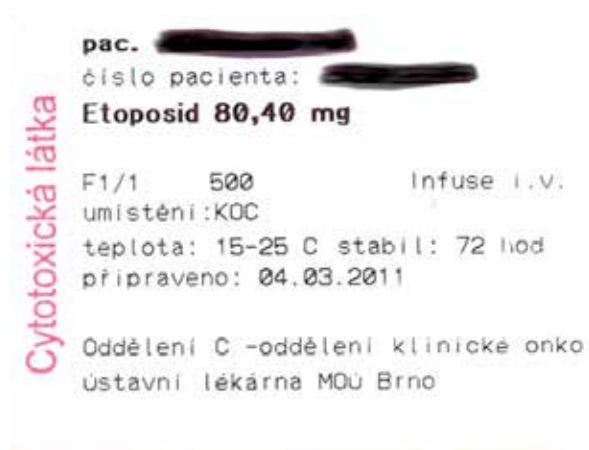 pac.
číslo pacienta:
Etoposid 80,40 mg
Cytotoxická látka
F1/1 500 Infuse i.v.
umístění:KOC
teplota: 15-25 C stabil: 72 hod
připraveno: 04.03.2011
Oddělení C -oddělení klinické onko
ústavní lékárna MOÚ Brno